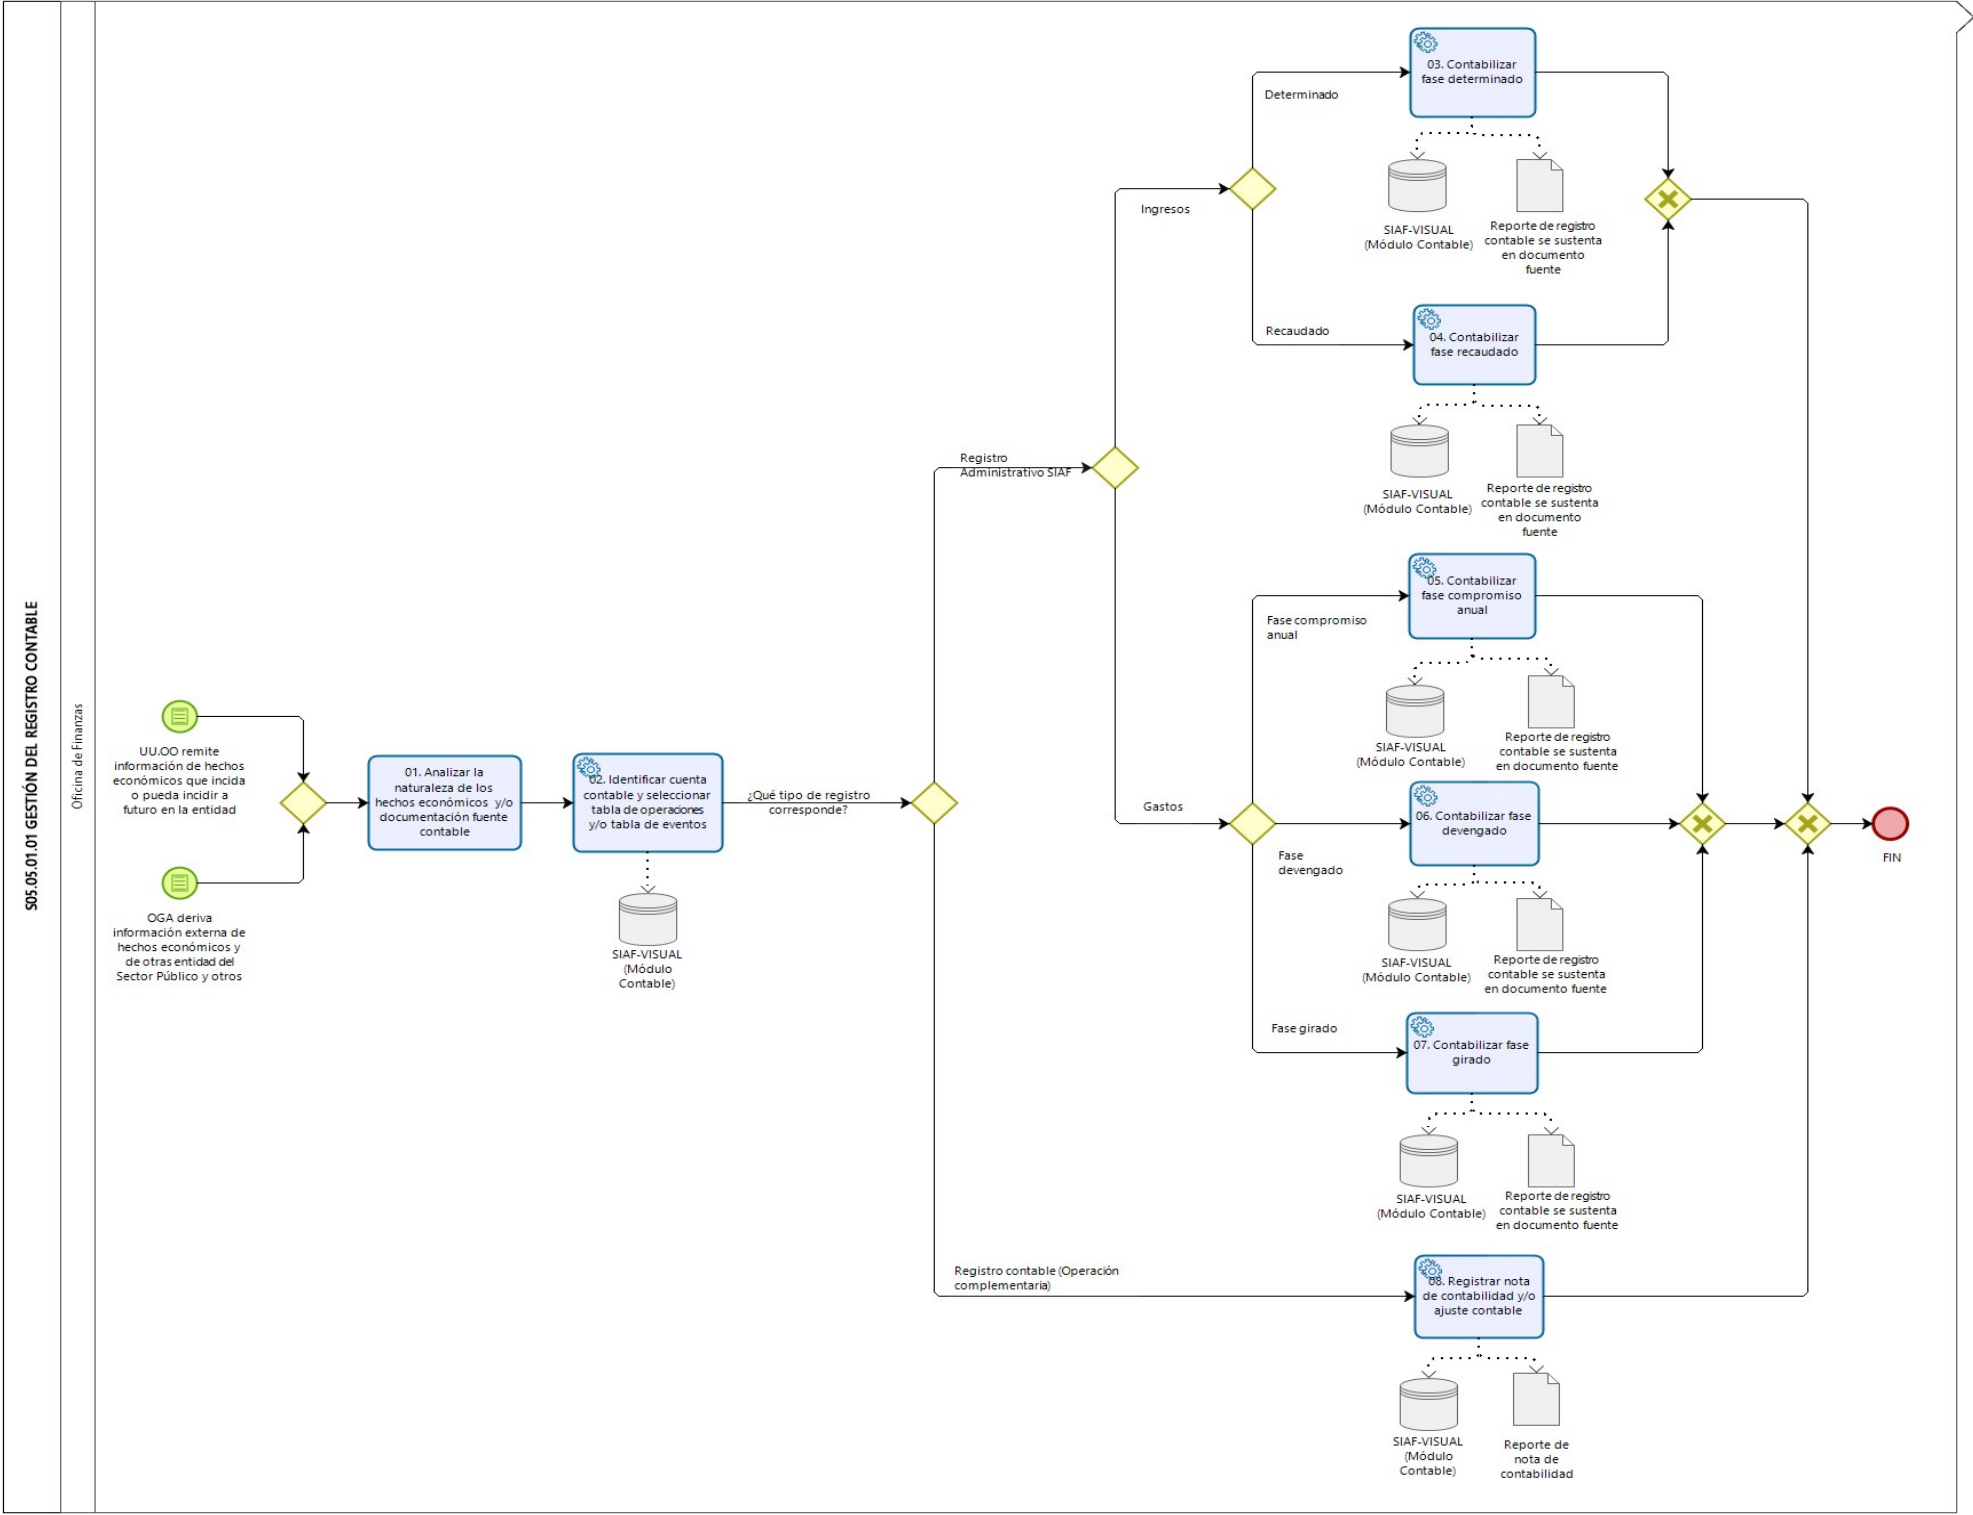 S05.05.01.01 GESTIÓN DEL REGISTRO CONTABLE
Oficina de Finanzas
UU.OO remite
información de hechos
económicos que incida
o pueda incidir a
futuro en la entidad
OGA deriva
información externa de
hechos económicos y
de otras entidad del
Sector Público y otros
01. Analizar la
naturaleza de los
hechos económicos y/o
documentación fuente
contable
02. Identificar cuenta
contable y seleccionar
tabla de operaciones
y/o tabla de eventos
SIAF-VISUAL
(Módulo
Contable)
¿Qué tipo de registro
corresponde?
Registro
Administrativo SIAF
Ingresos
Determinado
03. Contabilizar
fase determinado
SIAF-VISUAL
(Módulo Contable)
Reporte de registro
contable se sustenta
en documento
fuente
Recaudado
04. Contabilizar
fase recaudado
SIAF-VISUAL
(Módulo Contable)
Reporte de registro
contable se sustenta
en documento
fuente
Gastos
Fase compromiso
anual
05. Contabilizar
fase compromiso
anual
SIAF-VISUAL
(Módulo Contable)
Reporte de registro
contable se sustenta
en documento fuente
Fase
devengado
06. Contabilizar fase
devengado
SIAF-VISUAL
(Módulo Contable)
Reporte de registro
contable se sustenta
en documento fuente
Fase girado
07. Contabilizar fase
girado
SIAF-VISUAL
(Módulo Contable)
Reporte de registro
contable se sustenta
en documento fuente
Registro contable (Operación
complementaria)
08. Registrar nota
de contabilidad y/o
ajuste contable
SIAF-VISUAL
(Módulo
Contable)
Reporte de
nota de
contabilidad
FIN